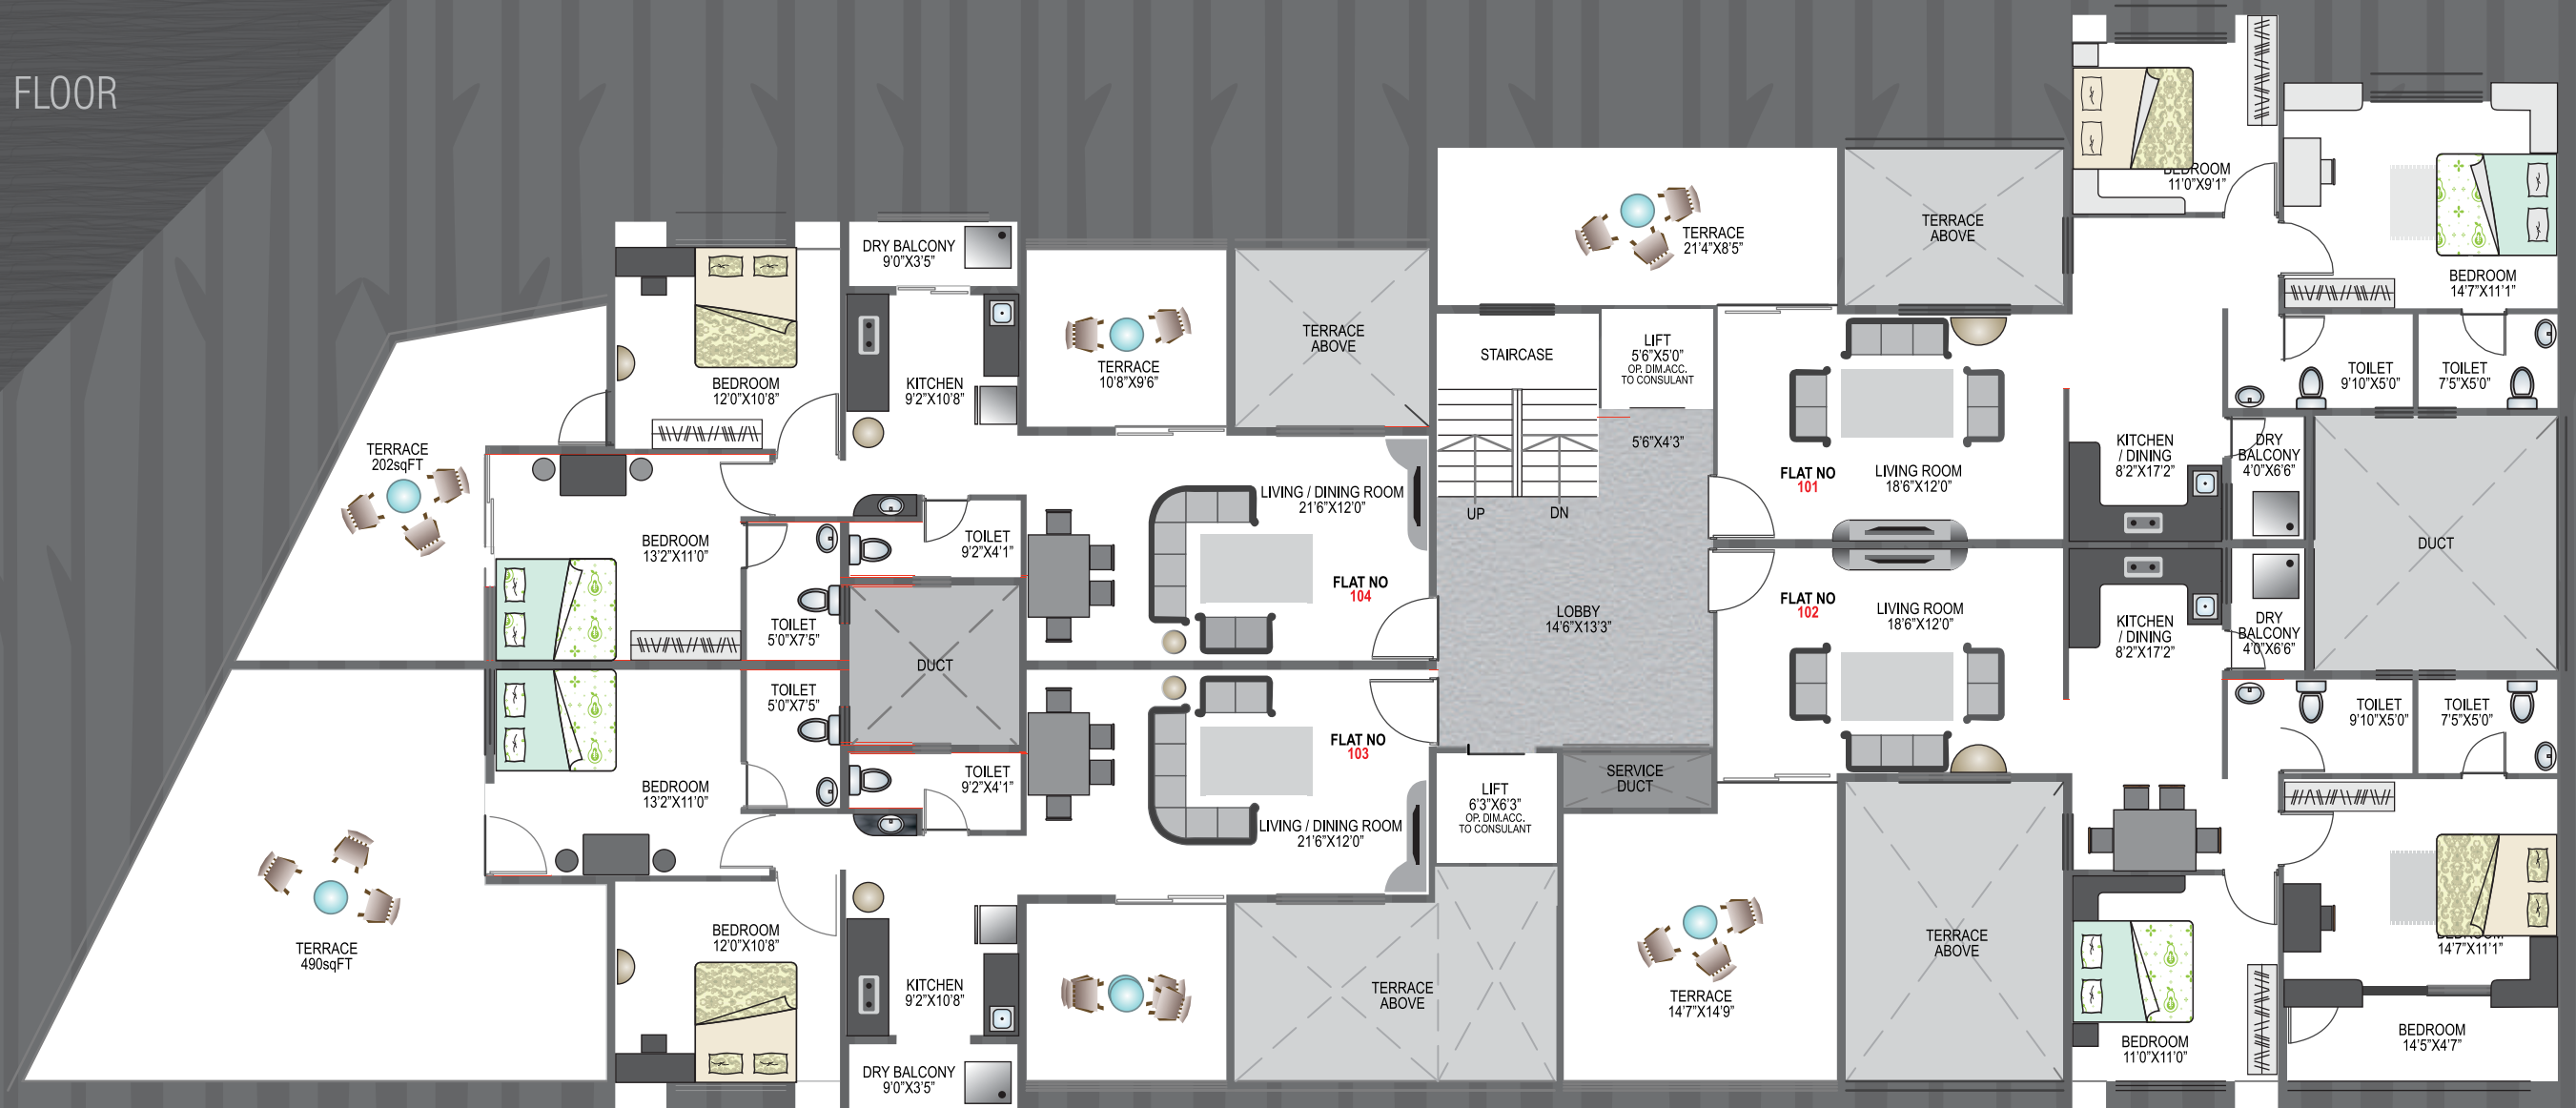 FLOOR
BEDROOM
11'0"X9'1"
BEDROOM
14'7"X11'1"
TERRACE
21'4"X8'5"
TERRACE
ABOVE
DRY BALCONY
9'0"X3'5"
TERRACE
10'8"X9'6"
TERRACE
ABOVE
STAIRCASE
LIFT
5'6"X5'0"
OP. DIM.ACC.
TO CONSULANT
BEDROOM
12'0"X10'8"
KITCHEN
9'2"X10'8"
TOILET
9'10"X5'0"
TOILET
7'5"X5'0"
TERRACE
202sqFT
5'6"X4'3"
FLAT NO
101
LIVING ROOM
18'6"X12'0"
KITCHEN
/ DINING
8'2"X17'2"
DRY
BALCONY
4'0"X6'6"
LIVING / DINING ROOM
21'6"X12'0"
UP
DN
BEDROOM
13'2"X11'0"
TOILET
9'2"X4'1"
DUCT
FLAT NO
104
FLAT NO
102
LIVING ROOM
18'6"X12'0"
LOBBY
14'6"X13'3"
KITCHEN
/ DINING
8'2"X17'2"
DRY
BALCONY
4'0"X6'6"
TOILET
5'0"X7'5"
DUCT
TOILET
5'0"X7'5"
TOILET
9'10"X5'0"
TOILET
7'5"X5'0"
FLAT NO
103
BEDROOM
13'2"X11'0"
TOILET
9'2"X4'1"
SERVICE
DUCT
LIFT
6'3"X6'3"
OP. DIM.ACC.
TO CONSULANT
LIVING / DINING ROOM
21'6"X12'0"
TERRACE
490sqFT
BEDROOM
12'0"X10'8"
KITCHEN
9'2"X10'8"
TERRACE
ABOVE
TERRACE
14'7"X14'9"
TERRACE
ABOVE
BEDROOM
14'7"X11'1"
BEDROOM
11'0"X11'0"
BEDROOM
14'5"X4'7"
DRY BALCONY
9'0"X3'5"